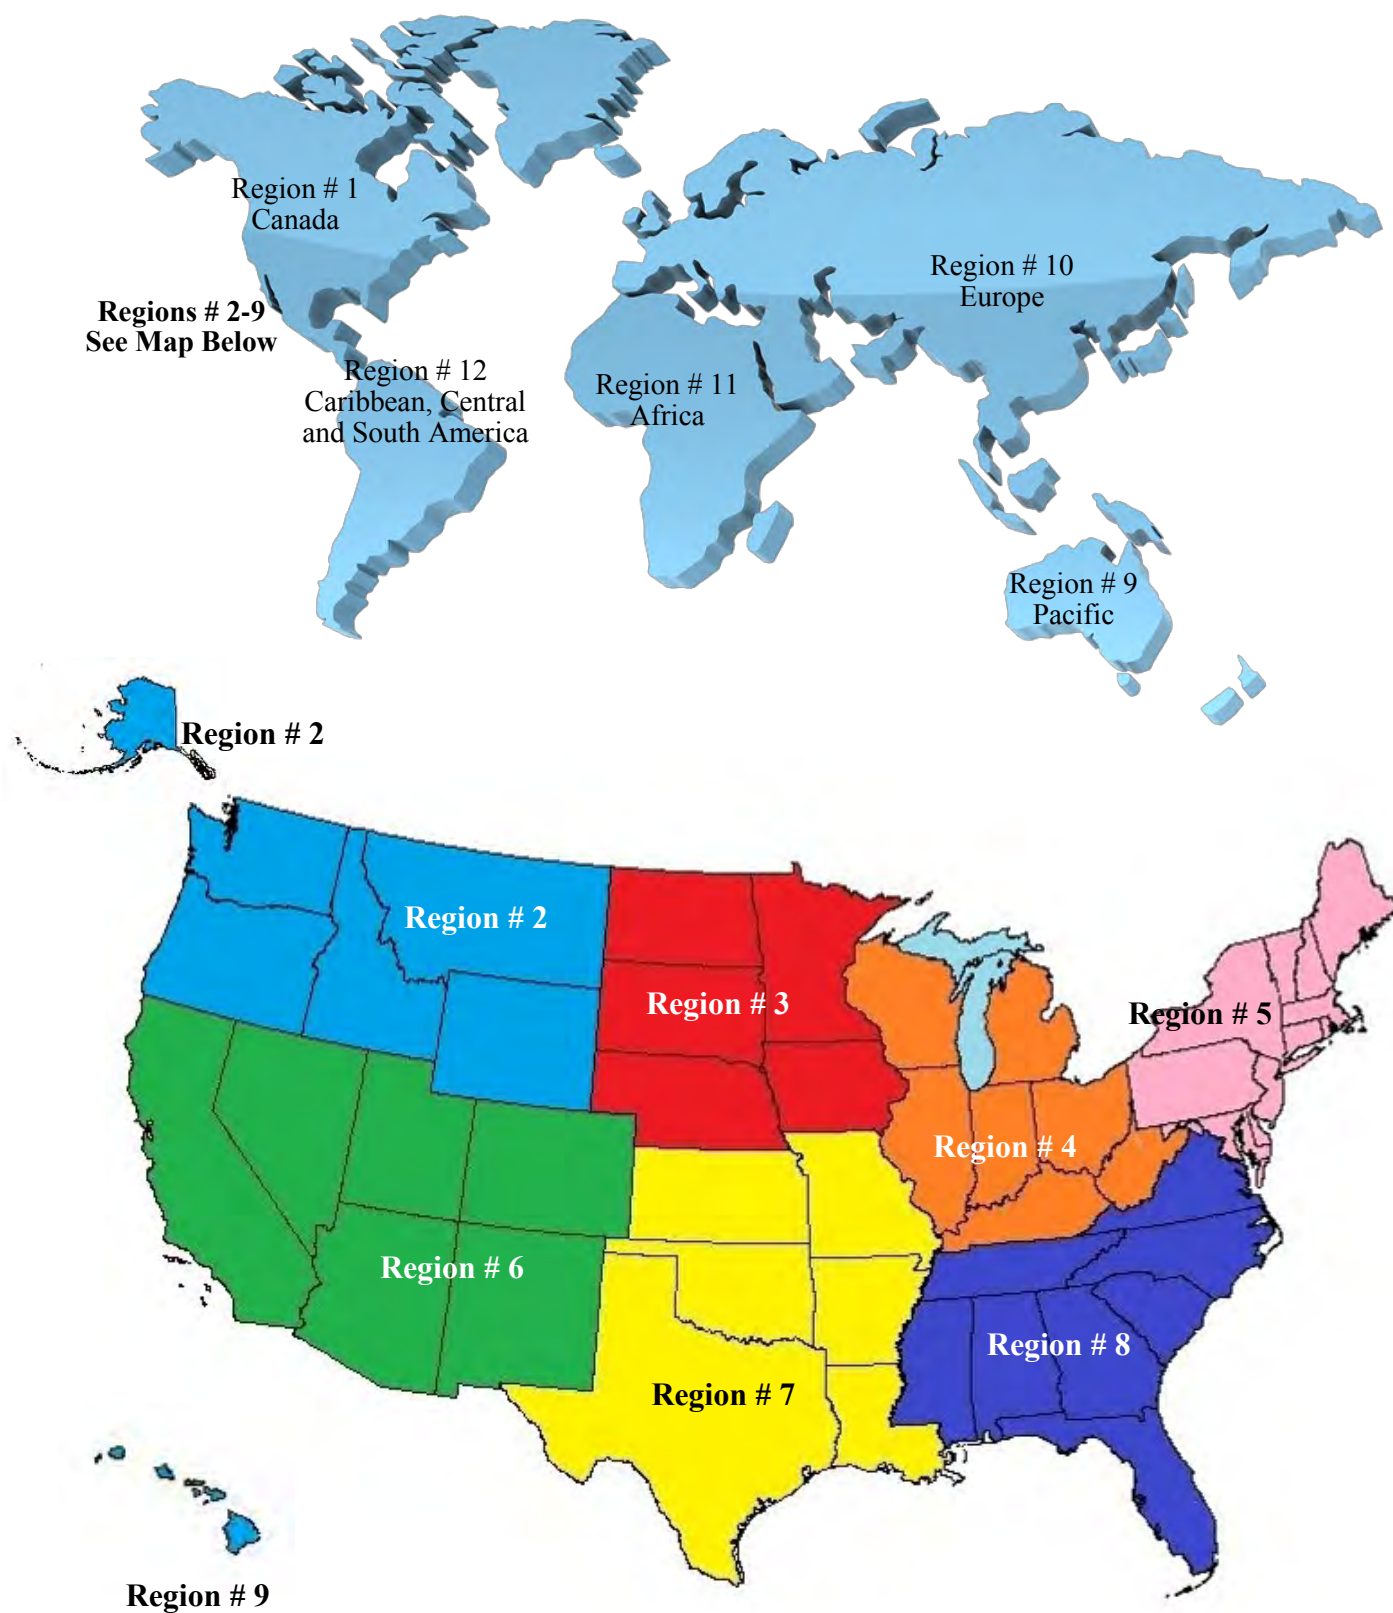 Region # 1
Canada
Region # 10
Europe
Regions # 2-9
See Map Below
Region # 12
Caribbean, Central
and South America
Region # 11
Africa
Region # 9
Pacific
Region # 2
Region # 2
Region # 3
Region # 5
Region # 4
Region # 6
Region # 8
Region # 7
Region # 9